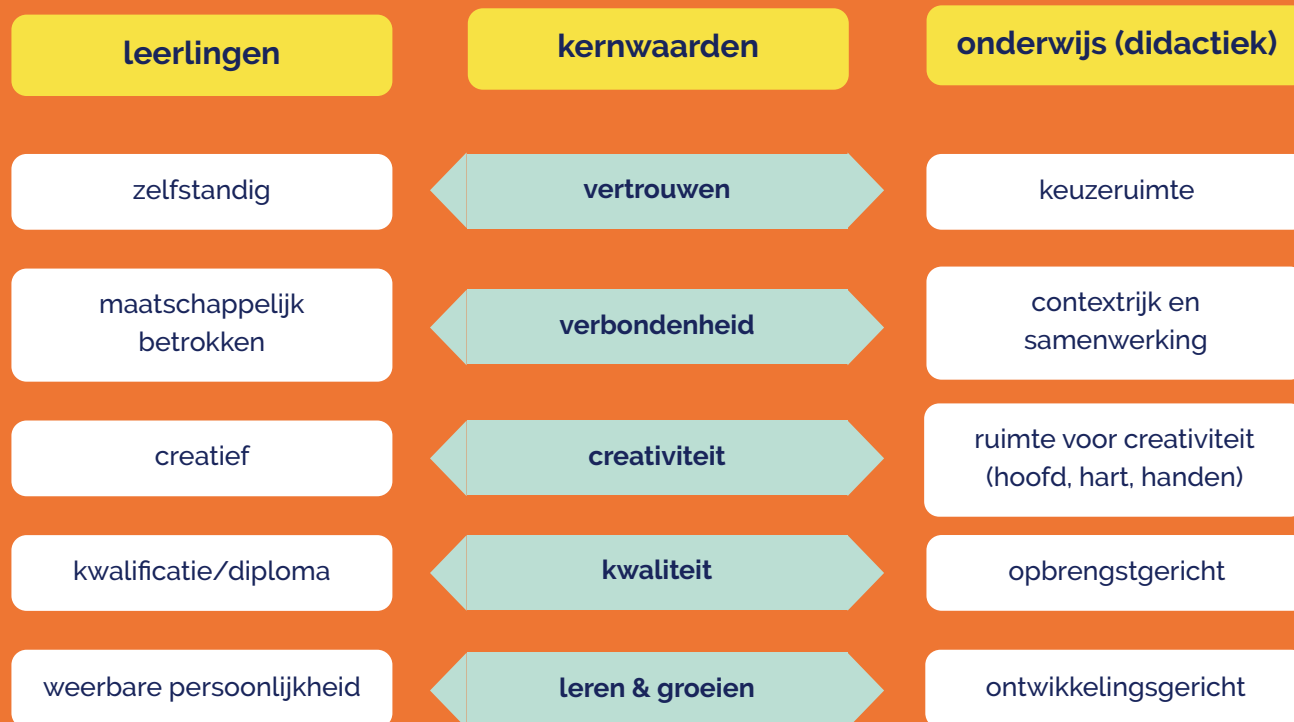 leerlingen
kernwaarden
onderwijs (didactiek)
zelfstandig
vertrouwen
keuzeruimte
maatschappelijk
betrokken
verbondenheid
contextrijk en
samenwerking
creatief
creativiteit
ruimte voor creativiteit
(hoofd, hart, handen)
kwalificatie/diploma
kwaliteit
opbrengstgericht
weerbare persoonlijkheid
leren & groeien
ontwikkelingsgericht